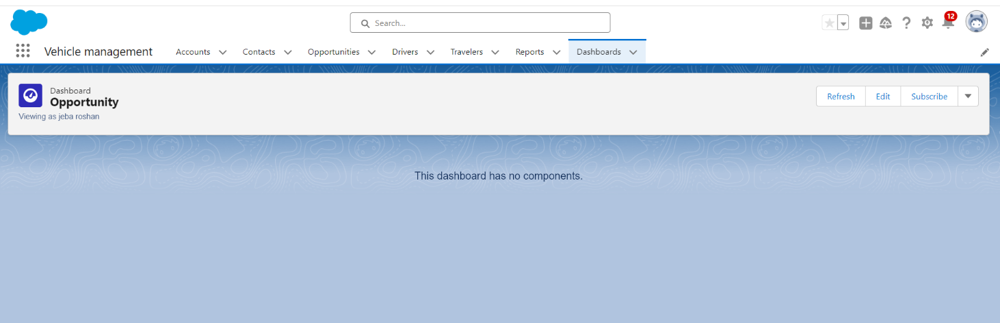 Search...
12
Vehicle management Accounts Contacts Opportunities Drivers Travelers Reports Dashboards
Dashboard
Opportunity
Viewing as jeba roshan
Refresh Edit Subscribe
This dashboard has no components.